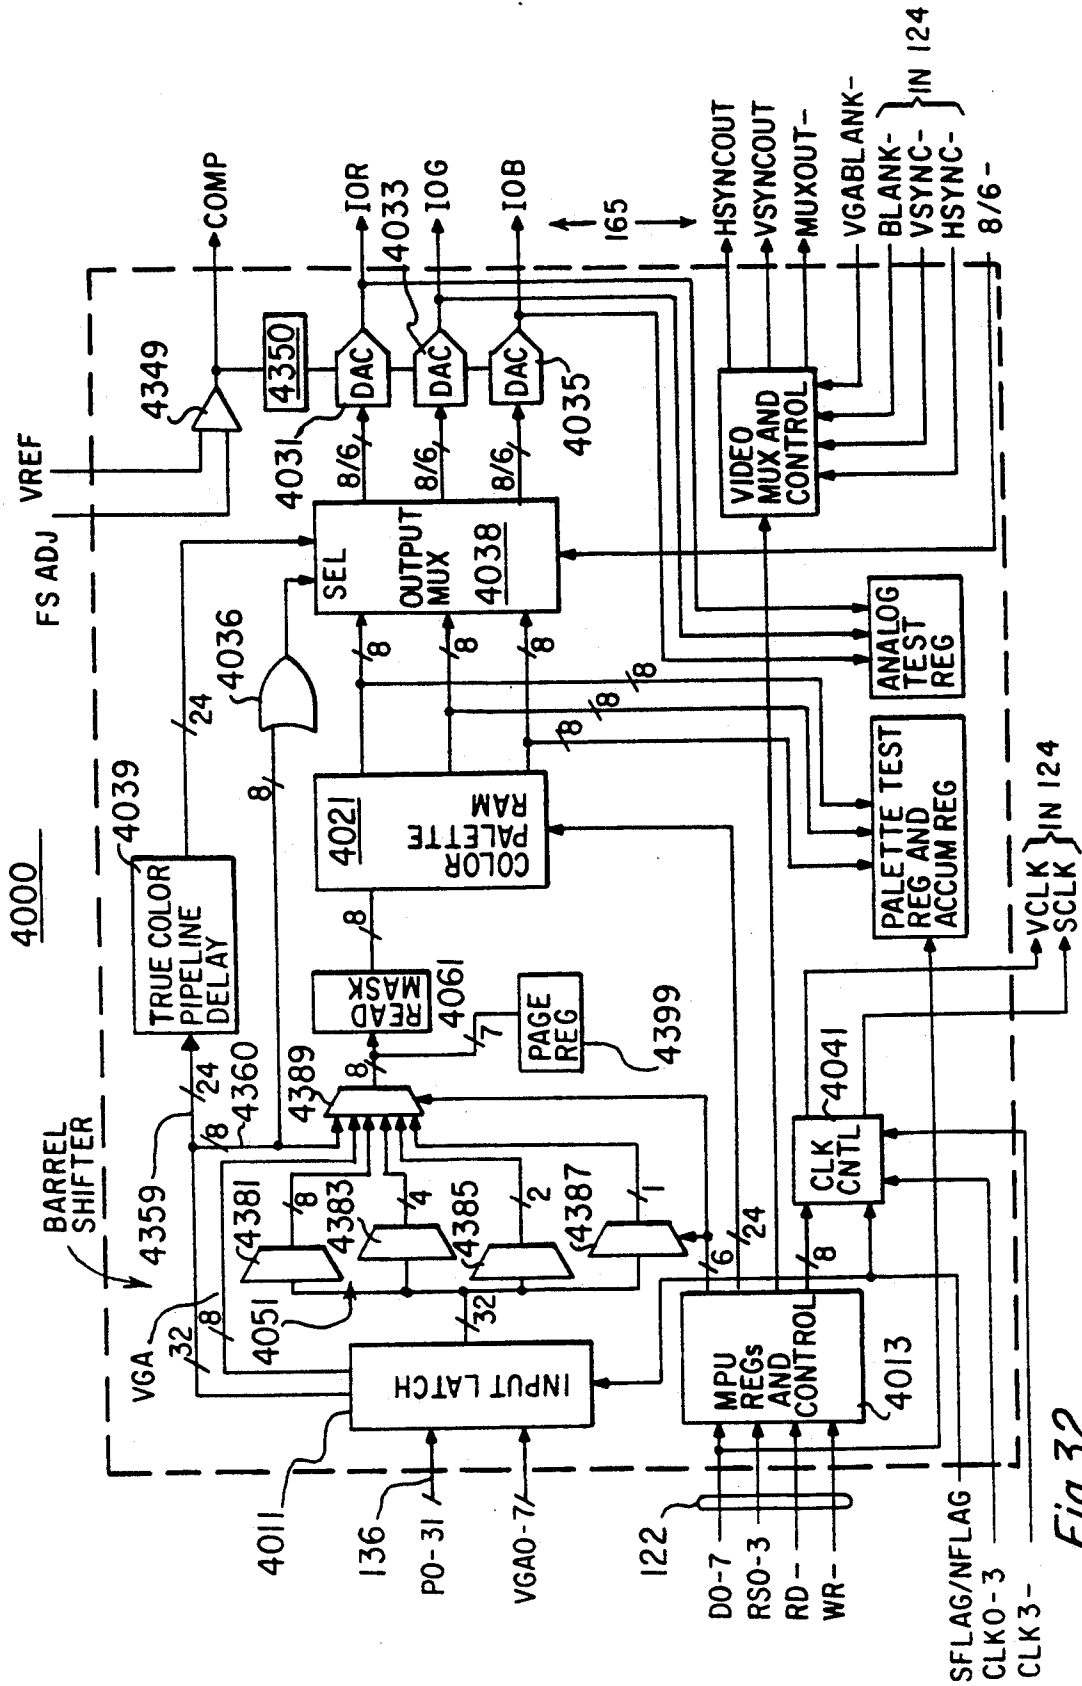 4000
FS ADJ
VREF
4349
COMP
4350
4031
DAC
IOR
4033
DAC
IOG
DAC
IOB
4035
165
8/6
8/6
8/6
SEL
OUTPUT
MUX
4038
4036
24
8
4039
TRUE COLOR
PIPELINE
DELAY
24
4359
8
4360
BARREL
SHIFTER
4021
COLOR
PALETTE
RAM
8
8
8
8
8
8
8
READ
MASK
4061
8
7
PAGE
REG
4399
4389
4381
8
4383
4
4385
2
4387
1
4051
32
VGA
32
8
INPUT LATCH
4011
136
P0-31
VGA0-7
122
D0-7
RS0-3
RD-
WR-
MPU
REGs
AND
CONTROL
4013
6
24
8
CLK
CNTL
4041
VCLK
SCLK
IN 124
PALETTE TEST
REG AND
ACCUM REG
ANALOG
TEST
REG
VIDEO
MUX AND
CONTROL
HSYNCOUT
VSYNCOUT
MUXOUT-
VGABLANK-
BLANK-
VSYNC-
HSYNC-
IN 124
8/6-
SFLAG/NFLAG
CLK0-3
CLK3-
Fig.32